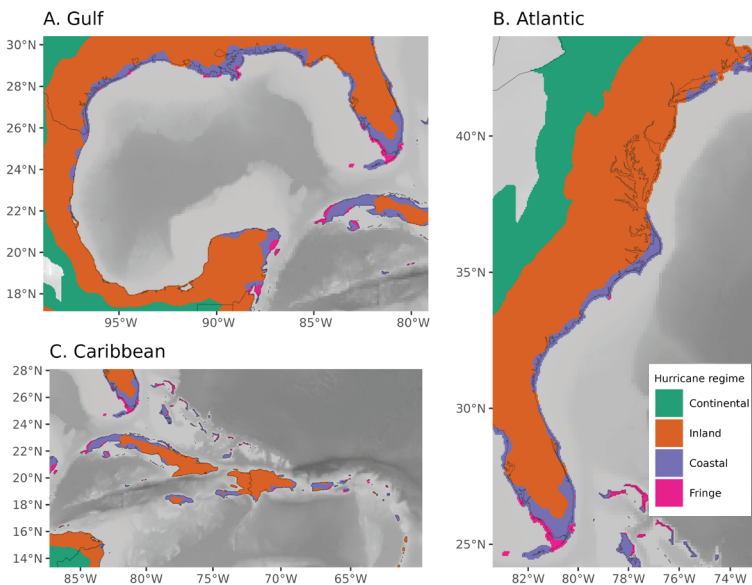 A. Gulf
30°N
28°N
26°N
24°N
22°N
20°N
18°N
95°W
90°W
85°W
80°W
B. Atlantic
40°N
35°N
30°N
25°N
82°W
80°W
78°W
76°W
74°W
Hurricane regime
Continental
Inland
Coastal
Fringe
C. Caribbean
28°N
26°N
24°N
22°N
20°N
18°N
16°N
14°N
85°W
80°W
75°W
70°W
65°W